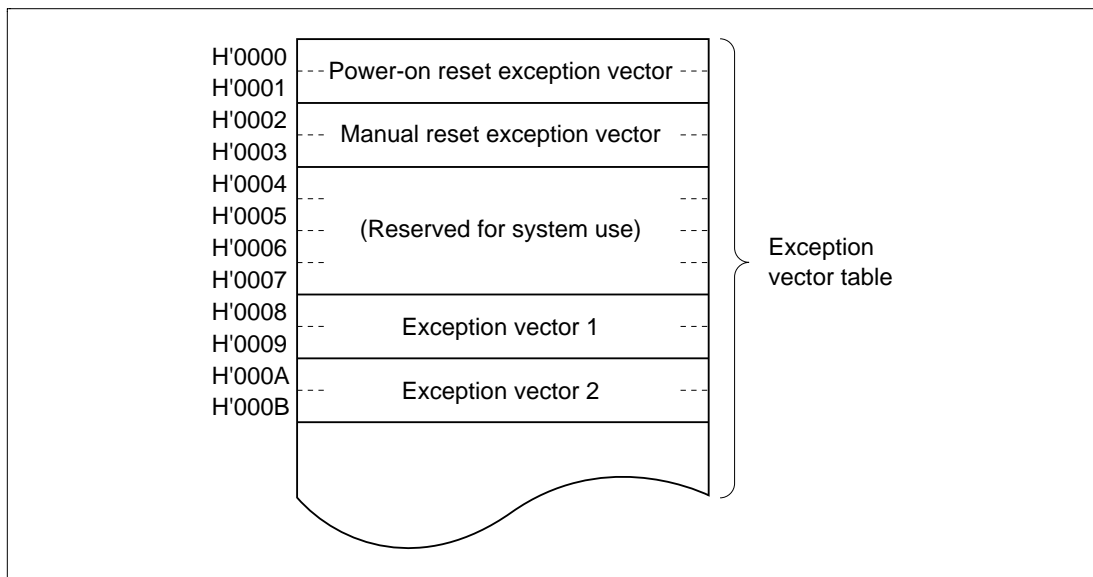 H'0000
Power-on reset exception vector
H'0001
H'0002
Manual reset exception vector
H'0003
H'0004
H'0005
(Reserved for system use)
H'0006
H'0007
H'0008
Exception vector 1
H'0009
H'000A
Exception vector 2
H'000B
Exception
vector table